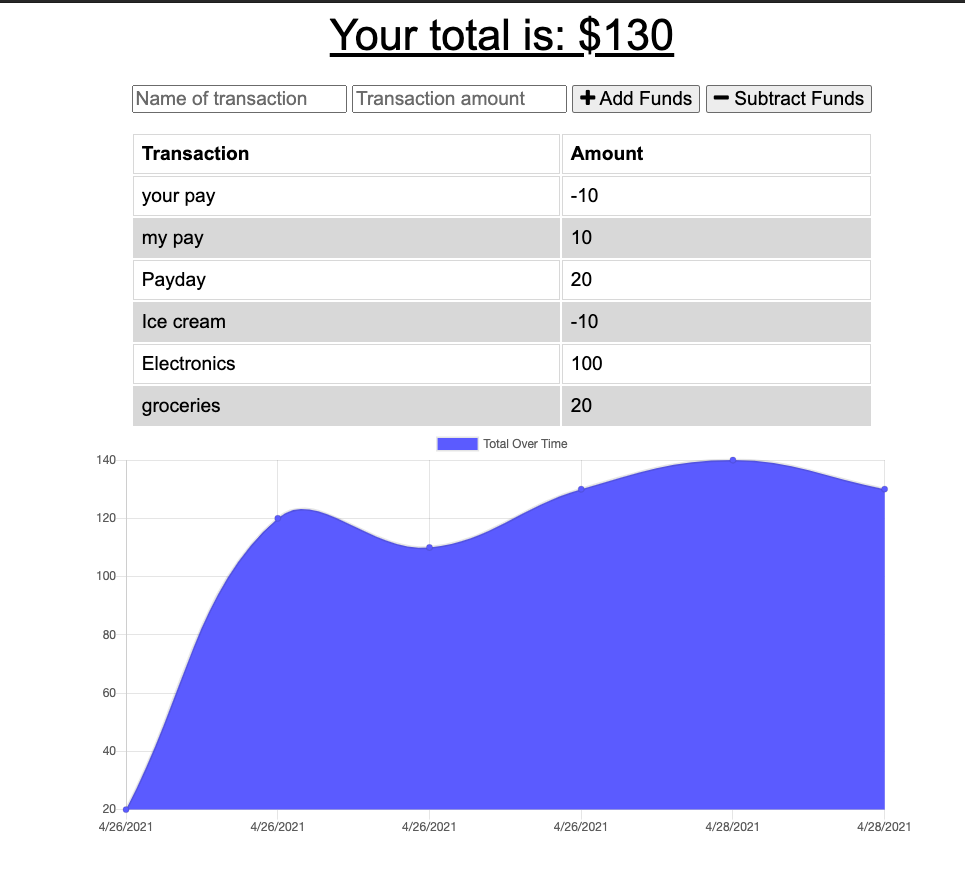 Your total is: $130
Name of transaction Transaction amount Add Funds Subtract Funds
Transaction Amount
your pay -10
my pay 10
Payday 20
Ice cream -10
Electronics 100
groceries 20
Total Over Time
140
120
100
80
60
40
20
4/26/2021 4/26/2021 4/26/2021 4/26/2021 4/28/2021 4/28/2021